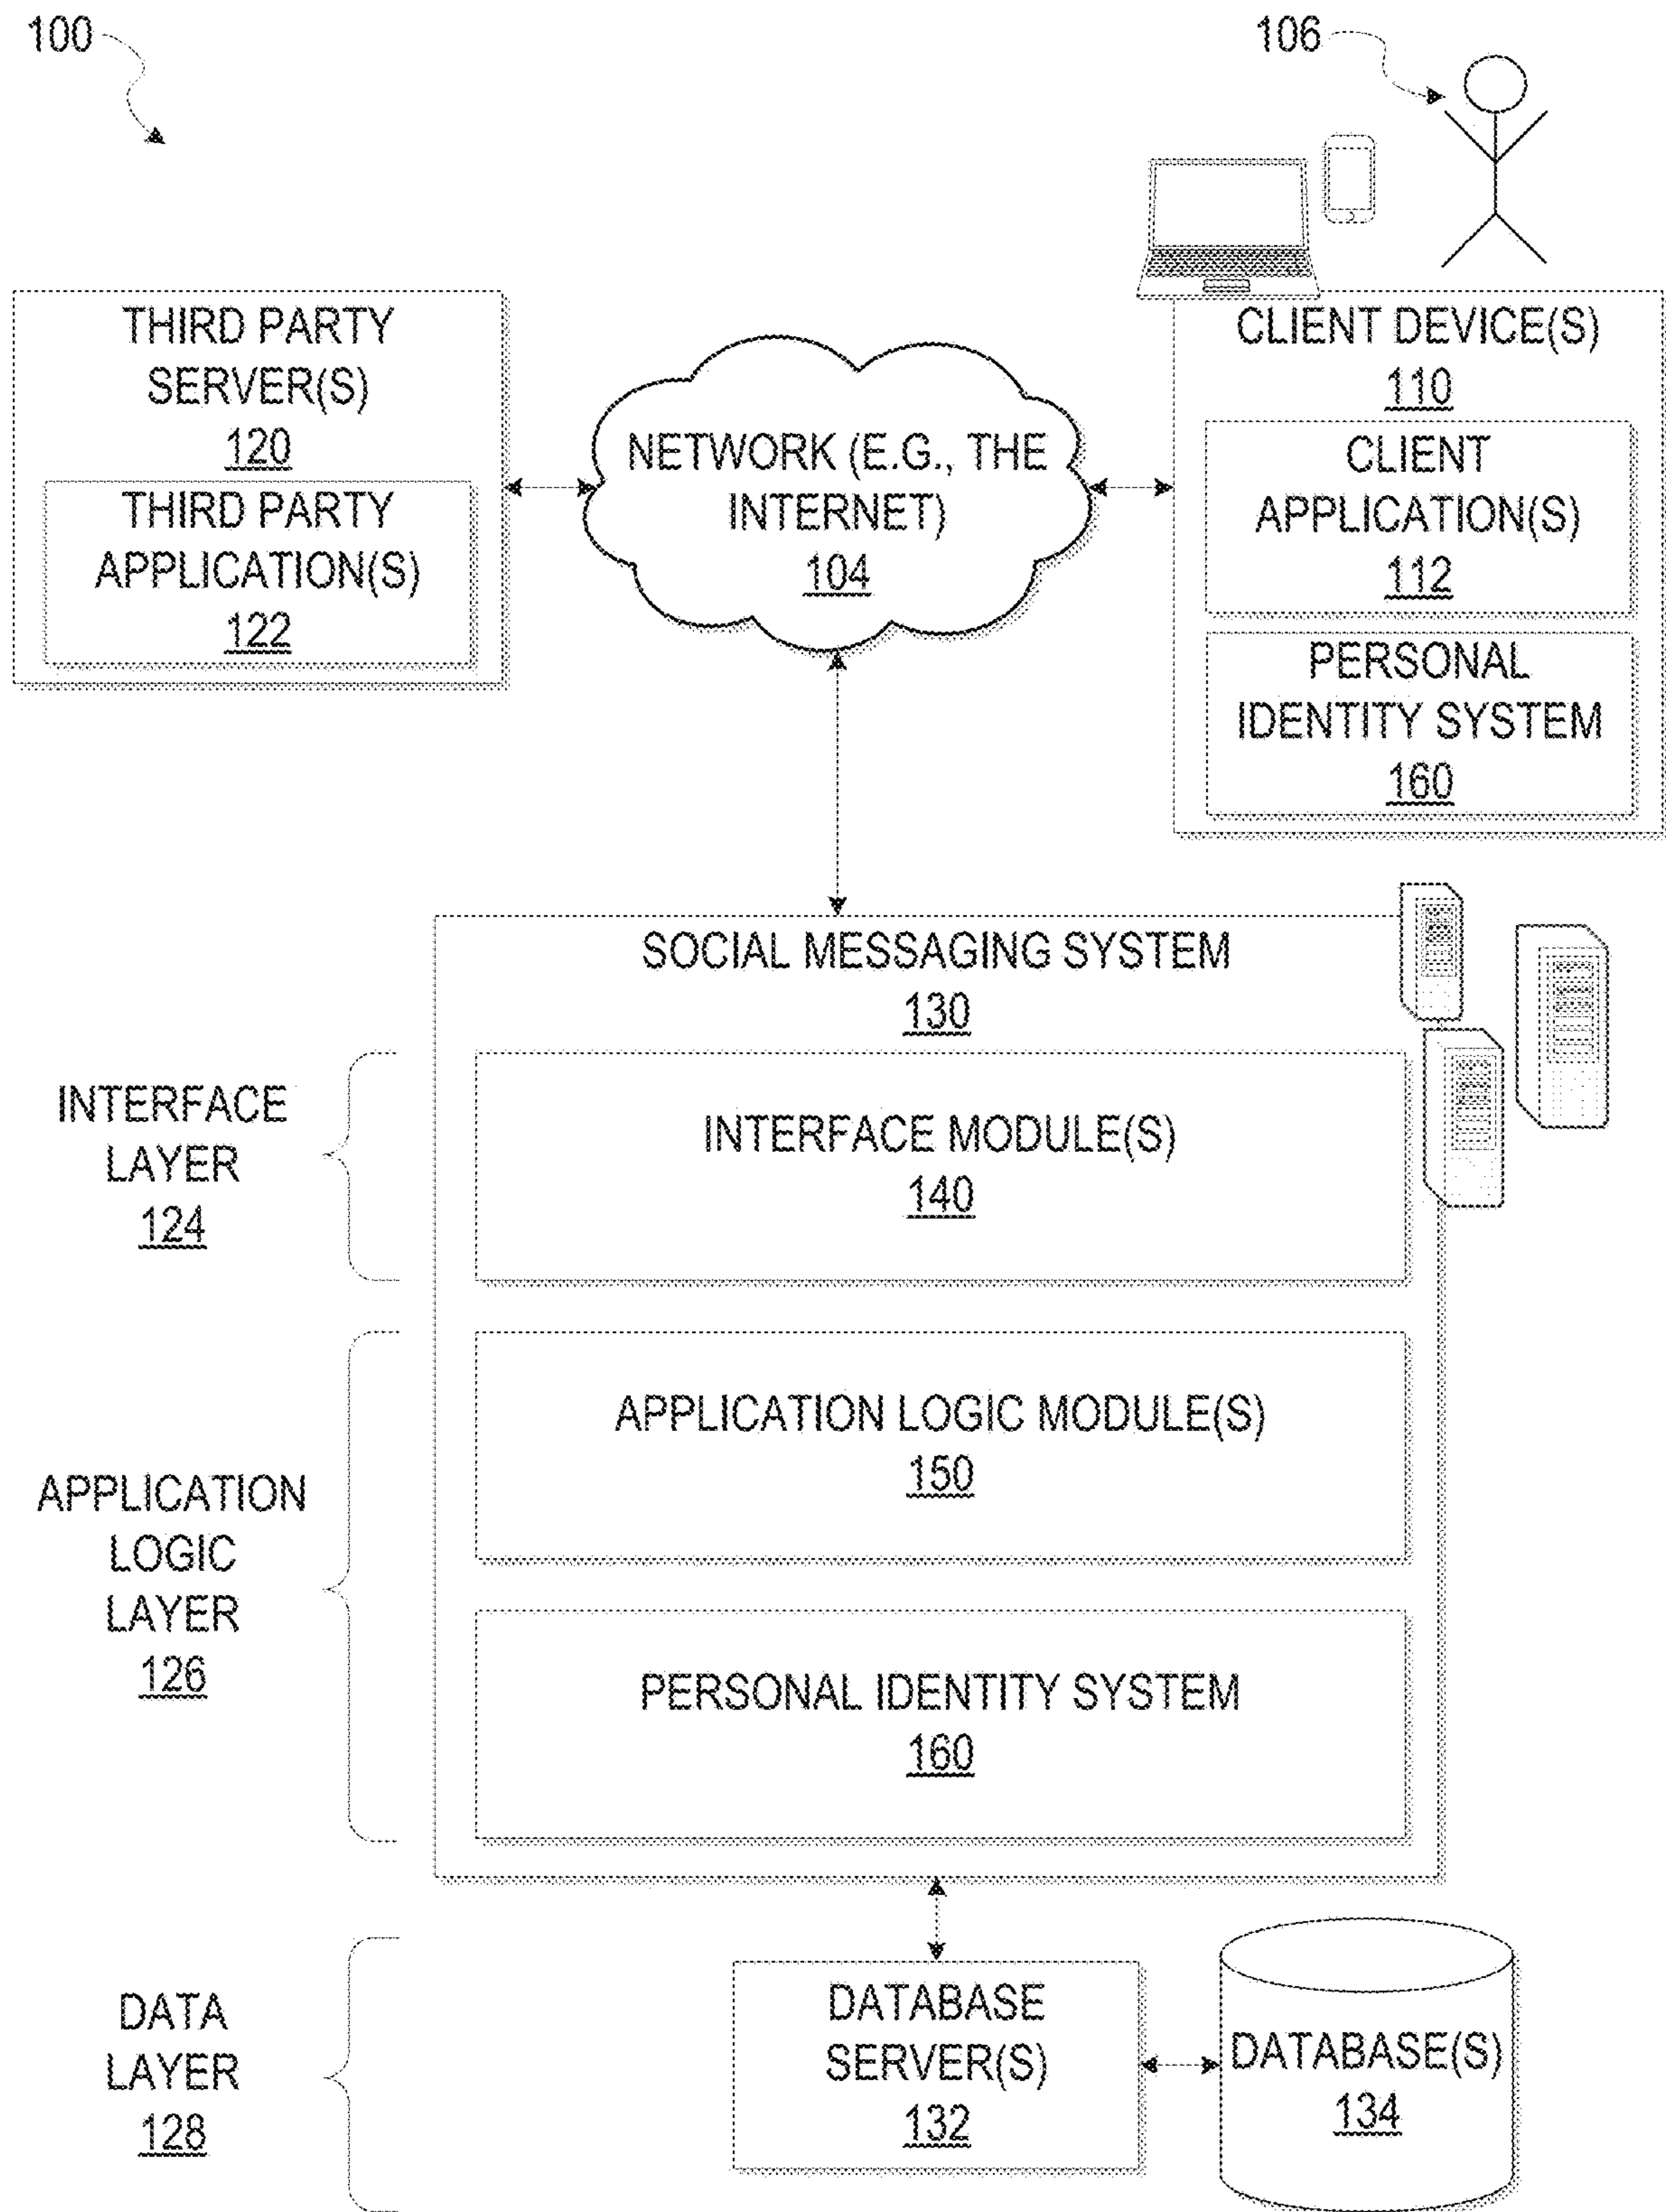 100
106
THIRD PARTY
SERVER(S)
120
THIRD PARTY
APPLICATION(S)
122
NETWORK (E.G., THE
INTERNET)
104
CLIENT DEVICE(S)
110
CLIENT
APPLICATION(S)
112
PERSONAL
IDENTITY SYSTEM
160
SOCIAL MESSAGING SYSTEM
130
INTERFACE
LAYER
124
INTERFACE MODULE(S)
140
APPLICATION
LOGIC
LAYER
126
APPLICATION LOGIC MODULE(S)
150
PERSONAL IDENTITY SYSTEM
160
DATA
LAYER
128
DATABASE
SERVER(S)
132
DATABASE(S)
134